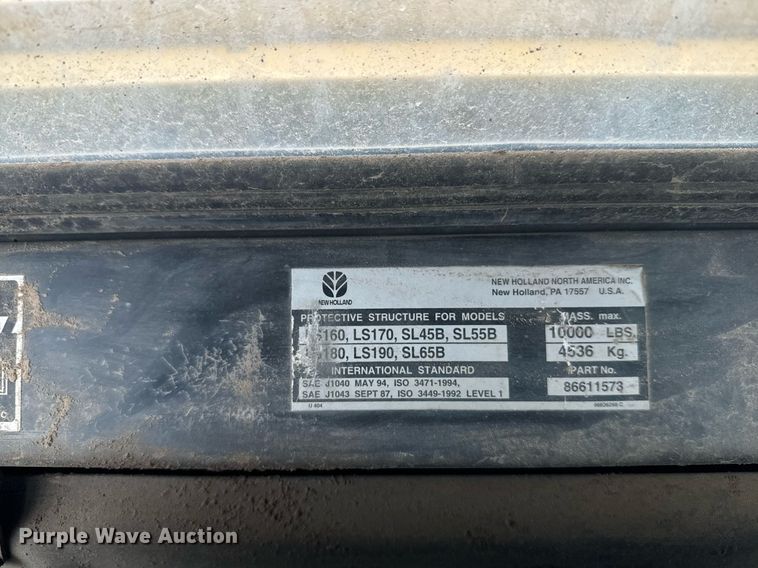 NEW HOLLAND
NEW HOLLAND NORTH AMERICA INC.
New Holland, PA 17557 U.S.A.
PROTECTIVE STRUCTURE FOR MODELS
MASS. max.
LS170, SL45B, SL55B
10000 LBS.
LS190, SL65B
4536 Kg.
INTERNATIONAL STANDARD
PART No.
SAE J1040 MAY 94, ISO 3471-1994,
SAE J1043 SEPT 87, ISO 3449-1992 LEVEL 1
86611573
U 404
Purple Wave Auction